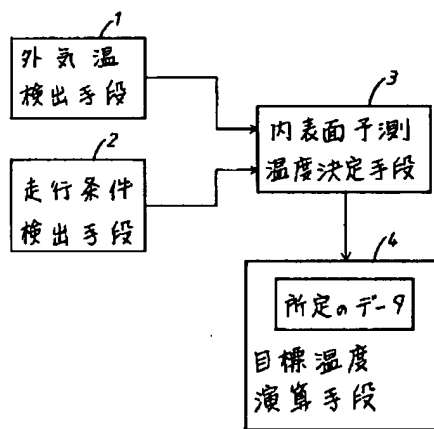 1
外気温
検出手段
2
走行条件
検出手段
3
内表面予測
温度決定手段
4
所定のデータ
目標温度
演算手段